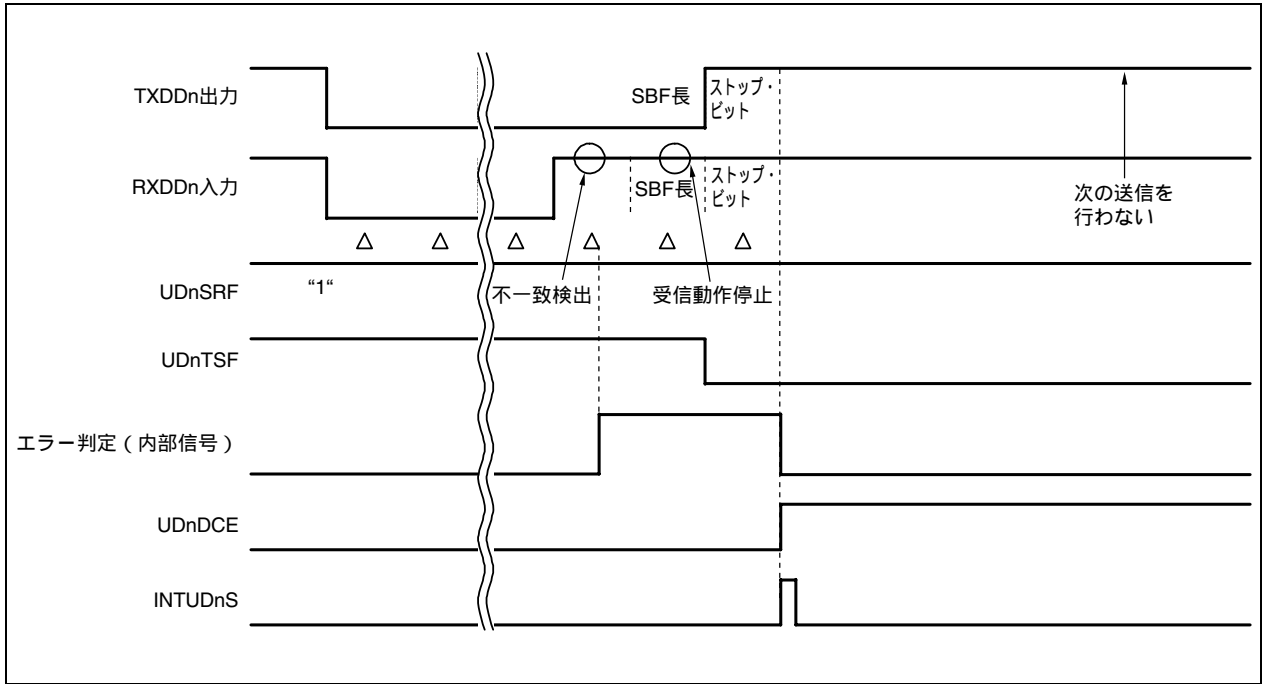 TXDDn出力
SBF長
ストップ・
ビット
RXDDn入力
SBF長
ストップ・
ビット
次の送信を
行わない
UDnSRF
“1“
不一致検出
受信動作停止
UDnTSF
エラー判定（内部信号）
UDnDCE
INTUDnS